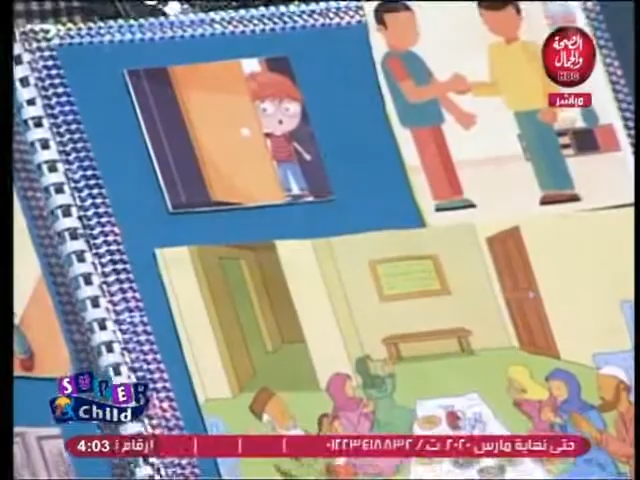 الصحة
والجمال
HBC
مباشر
SUPER
Child
4:03
أرقام
حتى نهاية مارس ٢٠٢٠ ت/ ٠١٢٢٣٤١٨٨٣٢